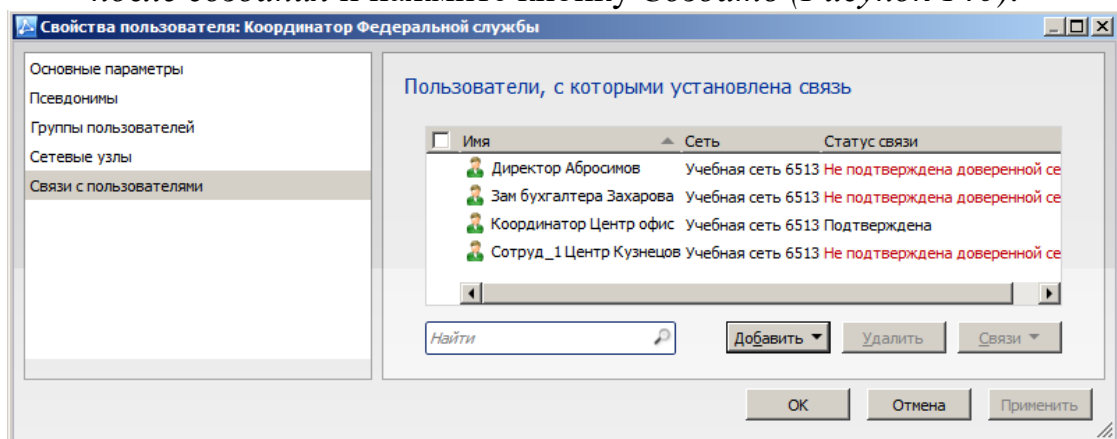 после создания и нажмите кнопку Создать (Рисунок 140).
Свойства пользователя: Координатор Федеральной службы
Основные параметры
Псевдонимы
Группы пользователей
Сетевые узлы
Связи с пользователями
Пользователи, с которыми установлена связь
Имя Сеть Статус связи
Директор Абросимов Учебная сеть 6513 Не подтверждена доверенной се
Зам бухгалтера Захарова Учебная сеть 6513 Не подтверждена доверенной се
Координатор Центр офис Учебная сеть 6513 Подтверждена
Сотруд_1 Центр Кузнецов Учебная сеть 6513 Не подтверждена доверенной се
Найти Добавить Удалить Связи
ОК Отмена Применить